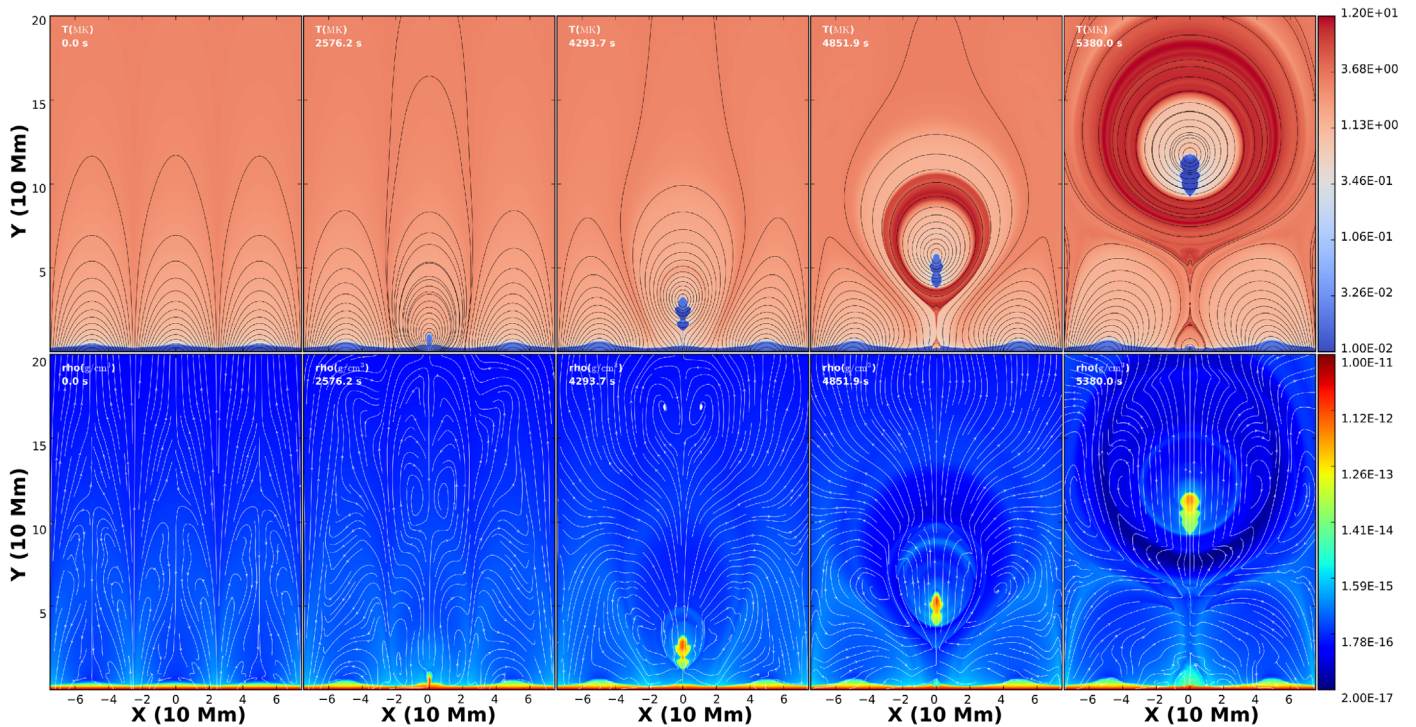 20
15
10
5
Y (10 Mm)
T(MK)
0.0 s
T(MK)
2576.2 s
T(MK)
4293.7 s
T(MK)
4851.9 s
T(MK)
5380.0 s
1.20E+01
3.68E+00
1.13E+00
3.46E-01
1.06E-01
3.26E-02
1.00E-02
20
15
10
5
Y (10 Mm)
rho(g/cm³)
0.0 s
rho(g/cm³)
2576.2 s
rho(g/cm³)
4293.7 s
rho(g/cm³)
4851.9 s
rho(g/cm³)
5380.0 s
1.00E-11
1.12E-12
1.26E-13
1.41E-14
1.59E-15
1.78E-16
2.00E-17
−6 −4 −2 0 2 4 6 −6 −4 −2 0 2 4 6 −6 −4 −2 0 2 4 6 −6 −4 −2 0 2 4 6 −6 −4 −2 0 2 4 6
X (10 Mm) X (10 Mm) X (10 Mm) X (10 Mm) X (10 Mm)